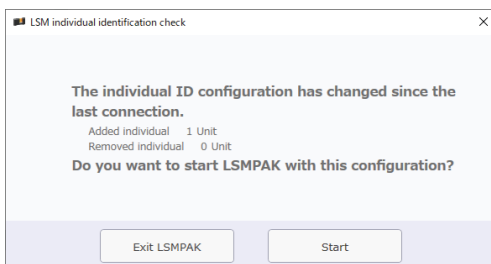 LSM individual identification check
The individual ID configuration has changed since the
last connection.
Added individual 1 Unit
Removed individual 0 Unit
Do you want to start LSMPAK with this configuration?
Exit LSMPAK Start